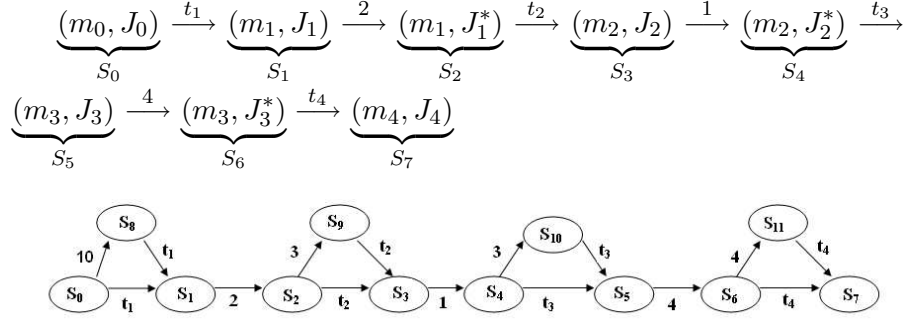 (m₀, J₀) —t₁→ (m₁, J₁) —2→ (m₁, J₁*) —t₂→ (m₂, J₂) —1→ (m₂, J₂*) —t₃→
S₀ S₁ S₂ S₃ S₄
(m₃, J₃) —4→ (m₃, J₃*) —t₄→ (m₄, J₄)
S₅ S₆ S₇
S₈ S₉ S₁₀ S₁₁
10 t₁ 3 t₂ 3 t₃ 4 t₄
S₀ S₁ S₂ S₃ S₄ S₅ S₆ S₇
t₁ 2 t₂ 1 t₃ 4 t₄